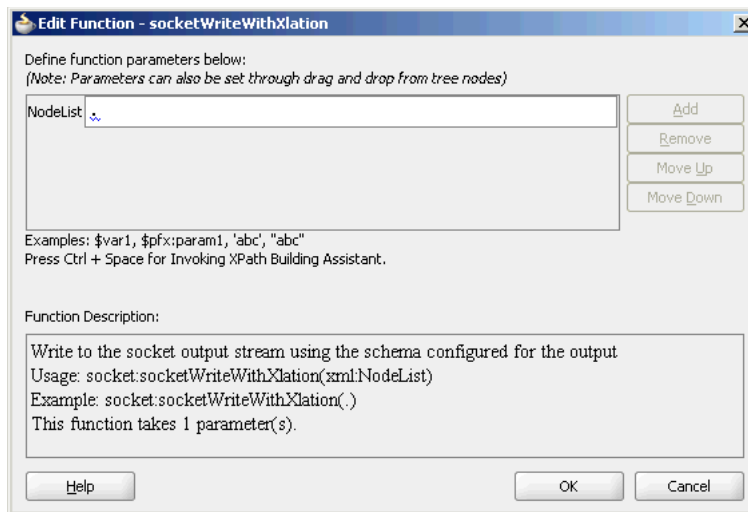 Edit Function - socketWriteWithXlation
Define function parameters below:
(Note: Parameters can also be set through drag and drop from tree nodes)
NodeList .
Add
Remove
Move Up
Move Down
Examples: $var1, $pfx:param1, 'abc', "abc"
Press Ctrl + Space for Invoking XPath Building Assistant.
Function Description:
Write to the socket output stream using the schema configured for the output
Usage: socket:socketWriteWithXlation(xml:NodeList)
Example: socket:socketWriteWithXlation(.)
This function takes 1 parameter(s).
Help OK Cancel